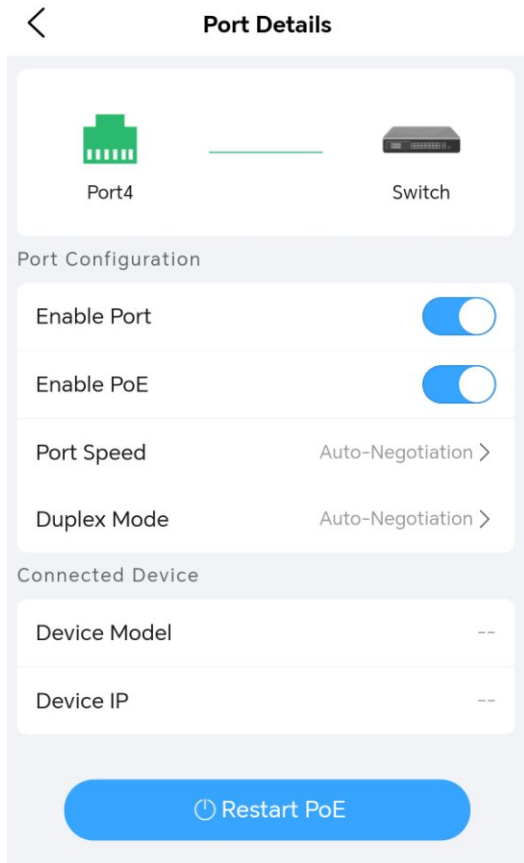 Port Details
Port4 Switch
Port Configuration
Enable Port
Enable PoE
Port Speed Auto-Negotiation >
Duplex Mode Auto-Negotiation >
Connected Device
Device Model --
Device IP --
Restart PoE